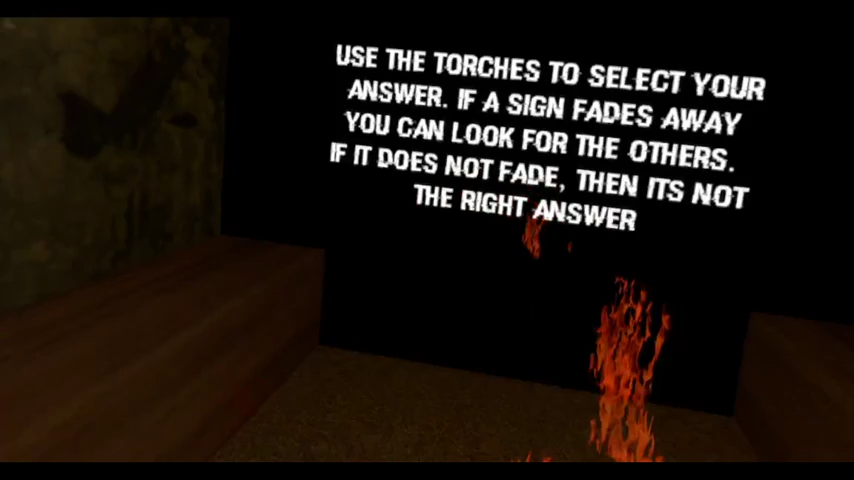 USE THE TORCHES TO SELECT YOUR
ANSWER. IF A SIGN FADES AWAY
YOU CAN LOOK FOR THE OTHERS.
IF IT DOES NOT FADE, THEN ITS NOT
THE RIGHT ANSWER